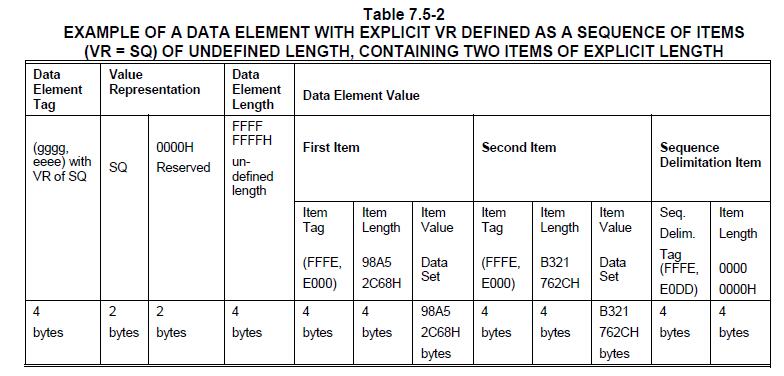 Table 7.5-2
EXAMPLE OF A DATA ELEMENT WITH EXPLICIT VR DEFINED AS A SEQUENCE OF ITEMS
(VR = SQ) OF UNDEFINED LENGTH, CONTAINING TWO ITEMS OF EXPLICIT LENGTH
Data
Element
Tag
Value
Representation
Data
Element
Length
Data Element Value
(gggg,
eeee) with
VR of SQ
SQ
0000H
Reserved
FFFF
FFFFH
un-
defined
length
First Item
Second Item
Sequence
Delimitation Item
Item
Tag
(FFFE,
E000)
Item
Length
98A5
2C68H
Item
Value
Data
Set
Item
Tag
(FFFE,
E000)
Item
Length
B321
762CH
Item
Value
Data
Set
Seq.
Delim.
Tag
(FFFE,
E0DD)
Item
Length
0000
0000H
4
bytes
2
bytes
2
bytes
4
bytes
4
bytes
4
bytes
98A5
2C68H
bytes
4
bytes
4
bytes
B321
762CH
bytes
4
bytes
4
bytes